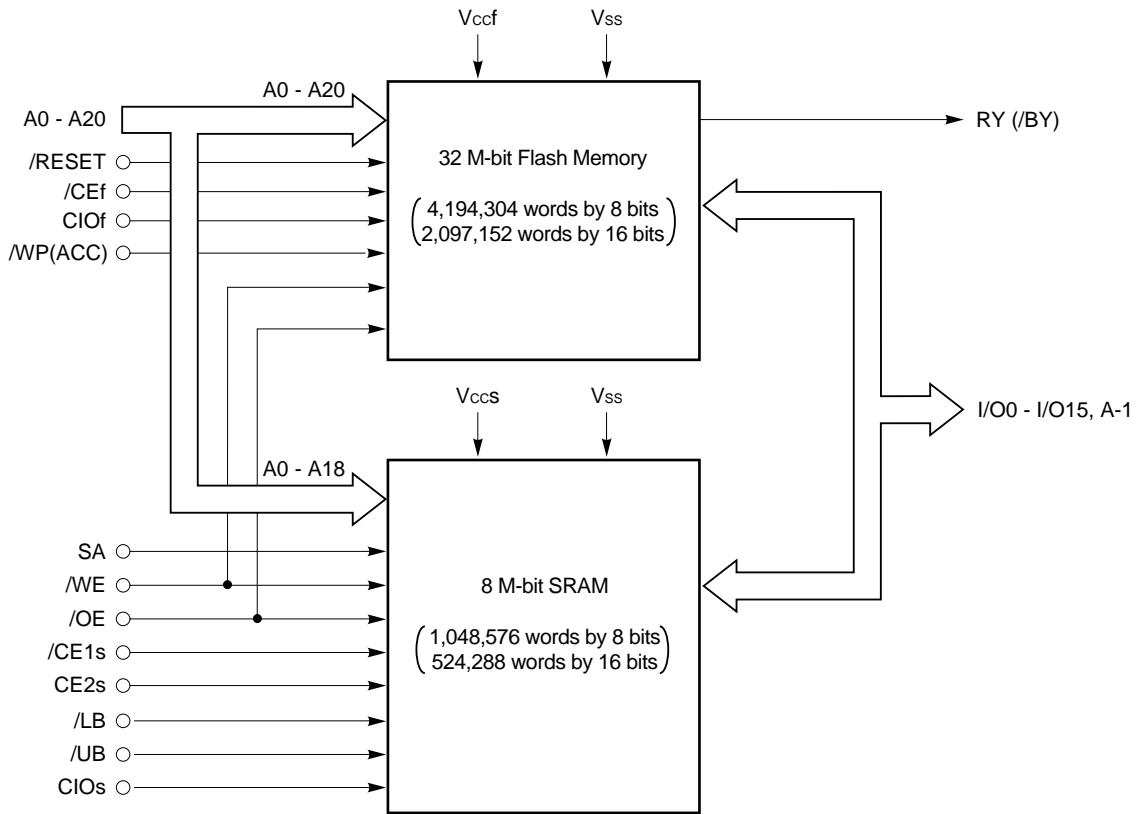 VCCf
VSS
A0 - A20
A0 - A20
/RESET
/CEf
CIOf
/WP(ACC)
32 M-bit Flash Memory
4,194,304 words by 8 bits
2,097,152 words by 16 bits
RY (/BY)
VCCs
VSS
I/O0 - I/O15, A-1
A0 - A18
SA
/WE
/OE
/CE1s
CE2s
/LB
/UB
CIOs
8 M-bit SRAM
(1,048,576 words by 8 bits)
(524,288 words by 16 bits)